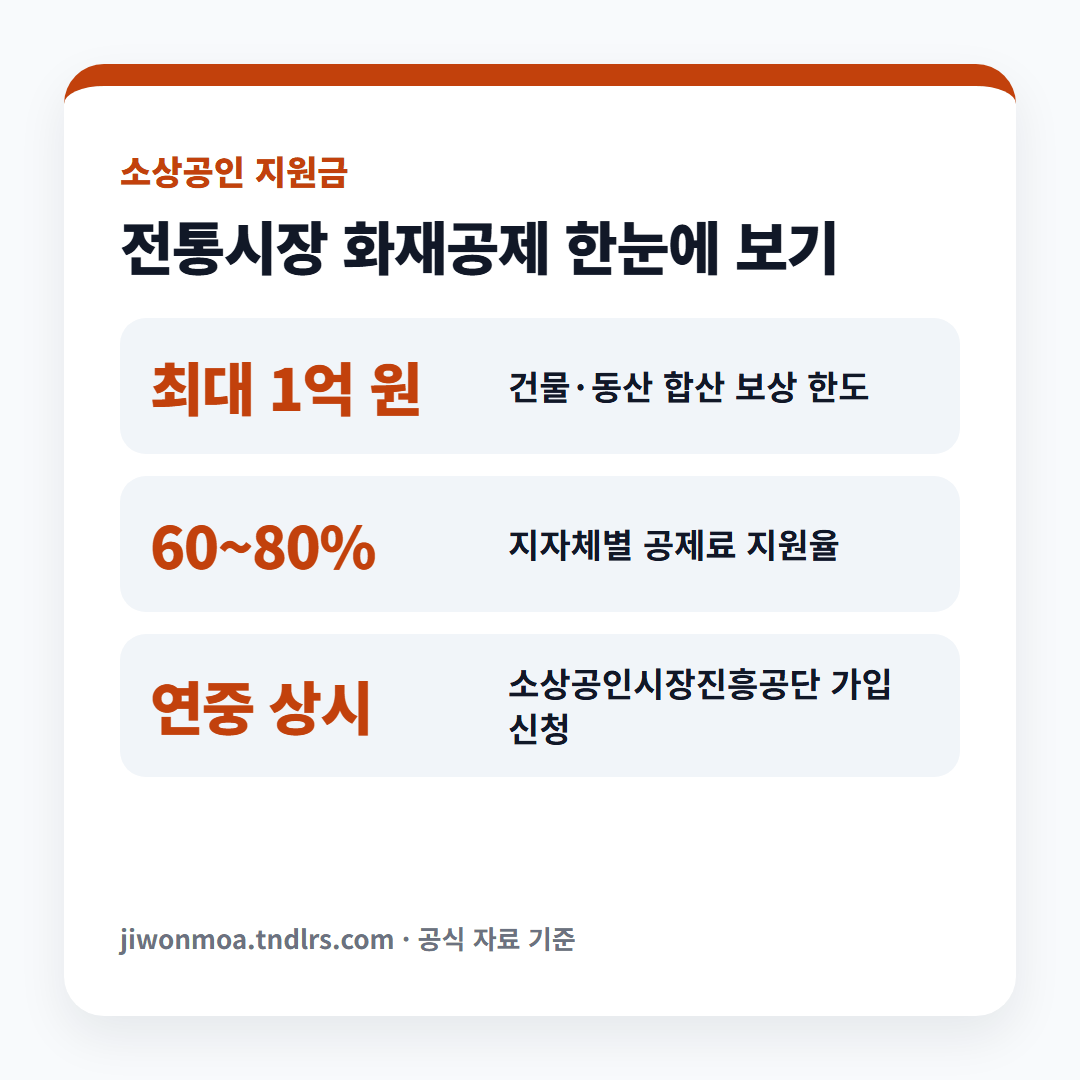 소상공인 지원금
전통시장 화재공제 한눈에 보기
최대 1억 원
건물·동산 합산 보상 한도
60~80%
지자체별 공제료 지원율
연중 상시
소상공인시장진흥공단 가입
신청
jiwonmoa.tndlrs.com · 공식 자료 기준